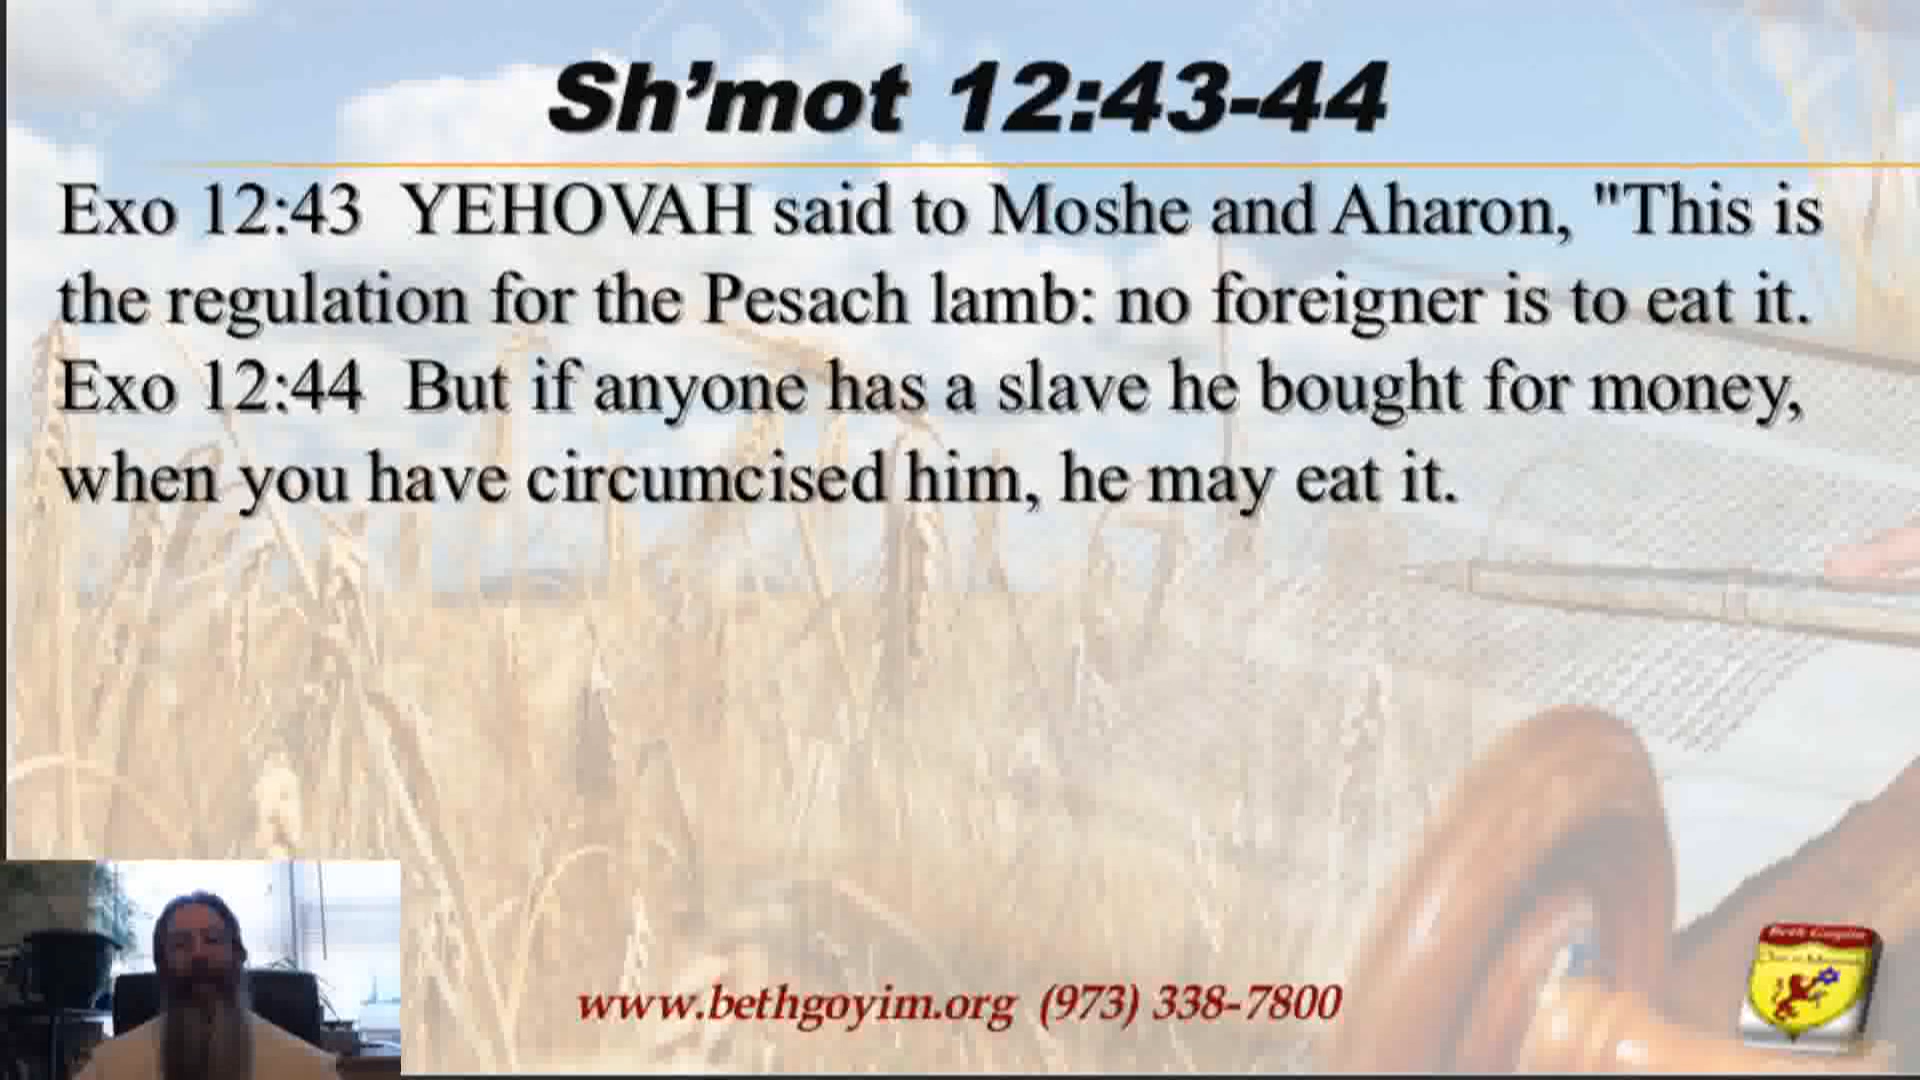 Sh’mot 12:43-44
Exo 12:43 YEHOVAH said to Moshe and Aharon, "This is
the regulation for the Pesach lamb: no foreigner is to eat it.
Exo 12:44 But if anyone has a slave he bought for money,
when you have circumcised him, he may eat it.
www.bethgoyim.org (973) 338-7800
Beth Goyim